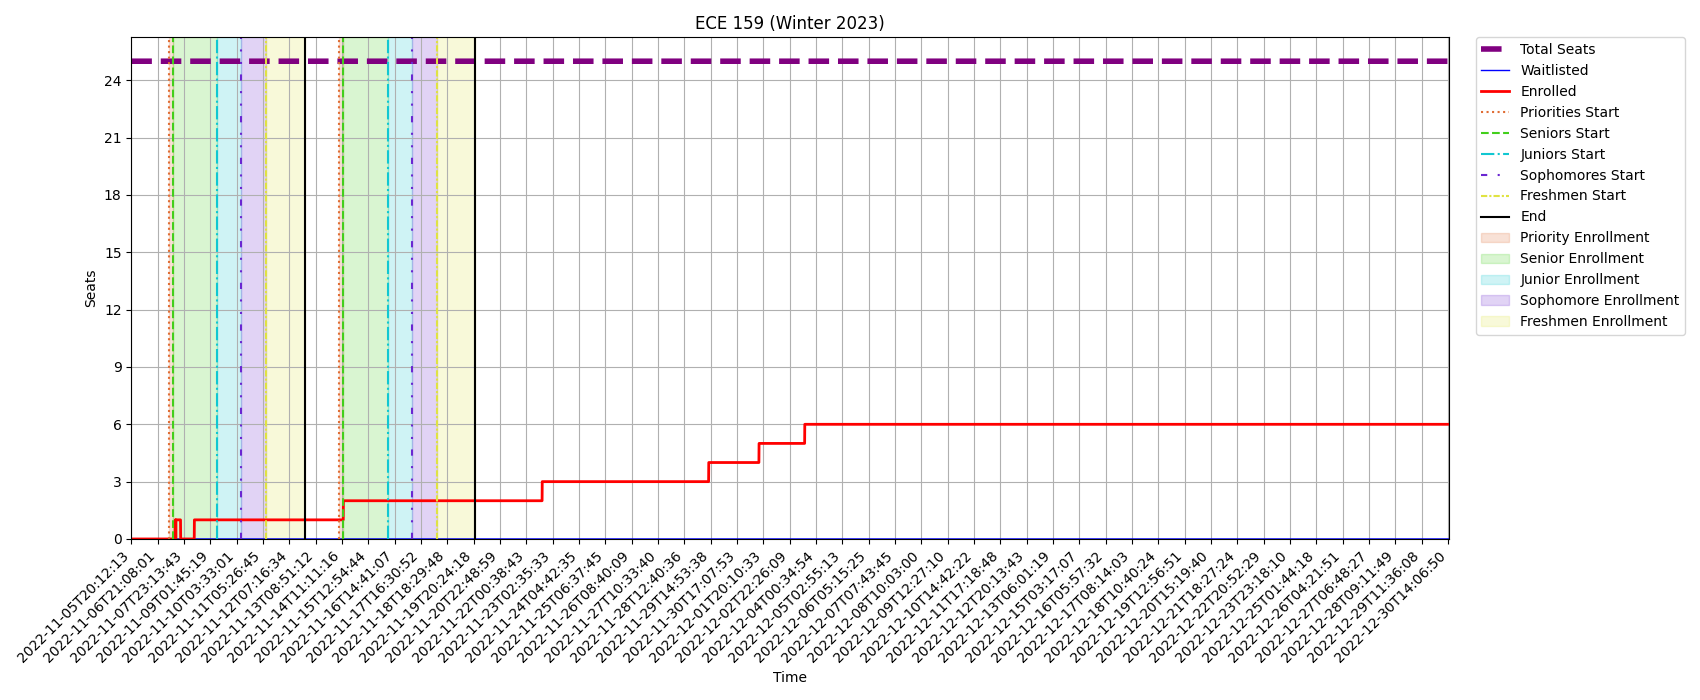 ECE 159 (Winter 2023)
Seats
24
21
18
15
12
9
6
3
0
2022-11-05T20:12:13
2022-11-06T21:08:01
2022-11-07T23:13:43
2022-11-09T01:45:19
2022-11-10T03:33:01
2022-11-11T05:26:45
2022-11-12T07:16:34
2022-11-13T08:51:12
2022-11-14T11:11:16
2022-11-15T12:54:44
2022-11-16T14:41:07
2022-11-17T16:30:52
2022-11-18T18:29:48
2022-11-19T20:24:18
2022-11-20T22:48:59
2022-11-22T00:38:43
2022-11-23T02:35:33
2022-11-24T04:42:35
2022-11-25T06:37:45
2022-11-26T08:40:09
2022-11-27T10:33:40
2022-11-28T12:40:36
2022-11-29T14:53:38
2022-11-30T17:07:53
2022-12-01T20:10:33
2022-12-02T22:26:09
2022-12-04T00:34:54
2022-12-05T02:55:13
2022-12-06T05:15:25
2022-12-07T07:43:45
2022-12-08T10:03:00
2022-12-09T12:27:10
2022-12-10T14:42:22
2022-12-11T17:18:48
2022-12-12T20:13:43
2022-12-13T06:01:19
2022-12-15T03:17:07
2022-12-16T05:57:32
2022-12-17T08:14:03
2022-12-18T10:40:24
2022-12-19T12:56:51
2022-12-20T15:19:40
2022-12-21T18:27:24
2022-12-22T20:52:29
2022-12-23T23:18:10
2022-12-25T01:44:18
2022-12-26T04:21:51
2022-12-27T06:48:27
2022-12-28T09:11:49
2022-12-29T11:36:08
2022-12-30T14:06:50
Time
Total Seats
Waitlisted
Enrolled
Priorities Start
Seniors Start
Juniors Start
Sophomores Start
Freshmen Start
End
Priority Enrollment
Senior Enrollment
Junior Enrollment
Sophomore Enrollment
Freshmen Enrollment